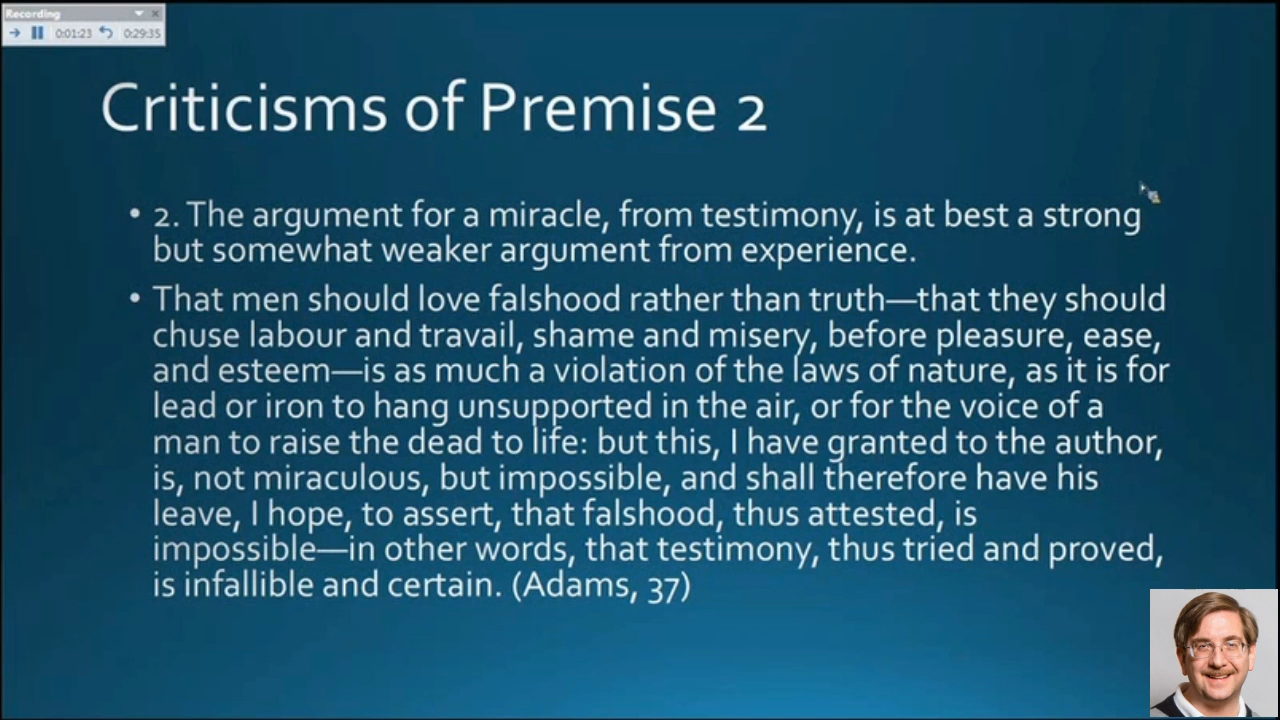 Recording
0:01:23 0:29:35
Criticisms of Premise 2
• 2. The argument for a miracle, from testimony, is at best a strong
but somewhat weaker argument from experience.
• That men should love falshood rather than truth—that they should
chuse labour and travail, shame and misery, before pleasure, ease,
and esteem—is as much a violation of the laws of nature, as it is for
lead or iron to hang unsupported in the air, or for the voice of a
man to raise the dead to life: but this, I have granted to the author,
is, not miraculous, but impossible, and shall therefore have his
leave, I hope, to assert, that falshood, thus attested, is
impossible—in other words, that testimony, thus tried and proved,
is infallible and certain. (Adams, 37)